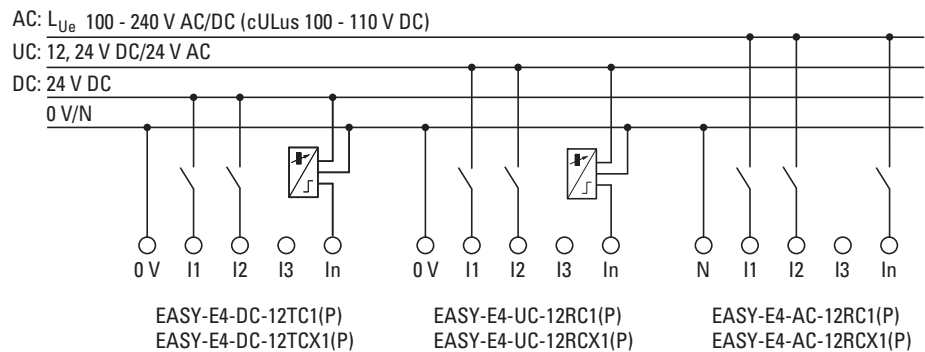 AC: LUe 100 - 240 V AC/DC (cULus 100 - 110 V DC)
UC: 12, 24 V DC/24 V AC
DC: 24 V DC
0 V/N
0 V I1 I2 I3 In 0 V I1 I2 I3 In N I1 I2 I3 In
EASY-E4-DC-12TC1(P) EASY-E4-UC-12RC1(P) EASY-E4-AC-12RC1(P)
EASY-E4-DC-12TCX1(P) EASY-E4-UC-12RCX1(P) EASY-E4-AC-12RCX1(P)